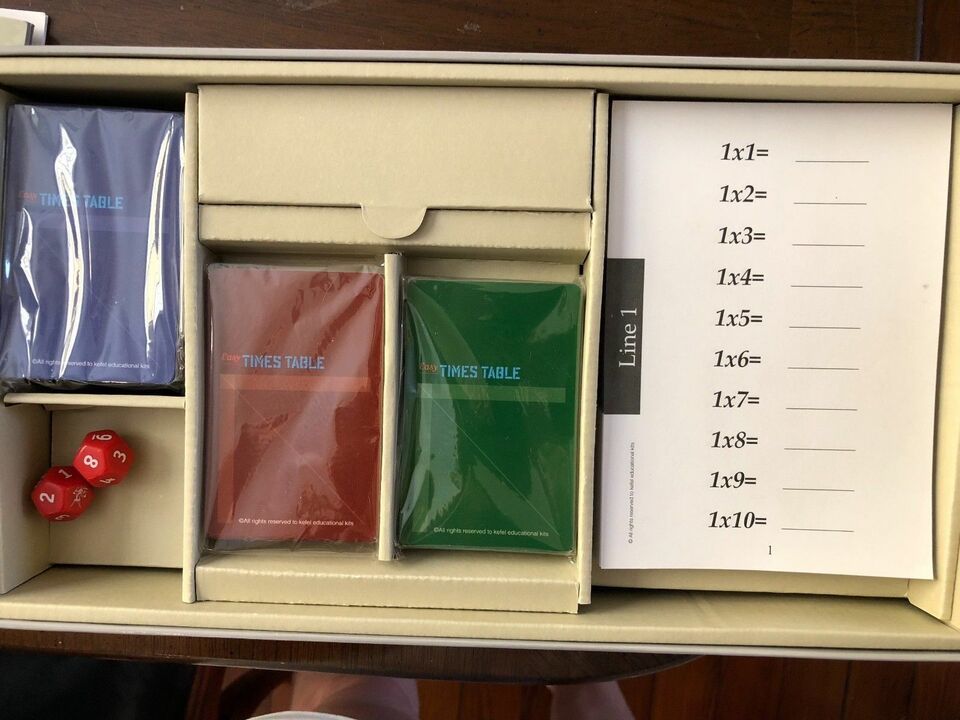 Easy TIMES TABLE
©All rights reserved to kefel educational kits
Easy TIMES TABLE
©All rights reserved to kefel educational kits
Easy TIMES TABLE
©All rights reserved to kefel educational kits
6
8
3
4
1
2
5
Line 1
1x1=
1x2=
1x3=
1x4=
1x5=
1x6=
1x7=
1x8=
1x9=
1x10=
1
© All rights reserved to kefel educational kits